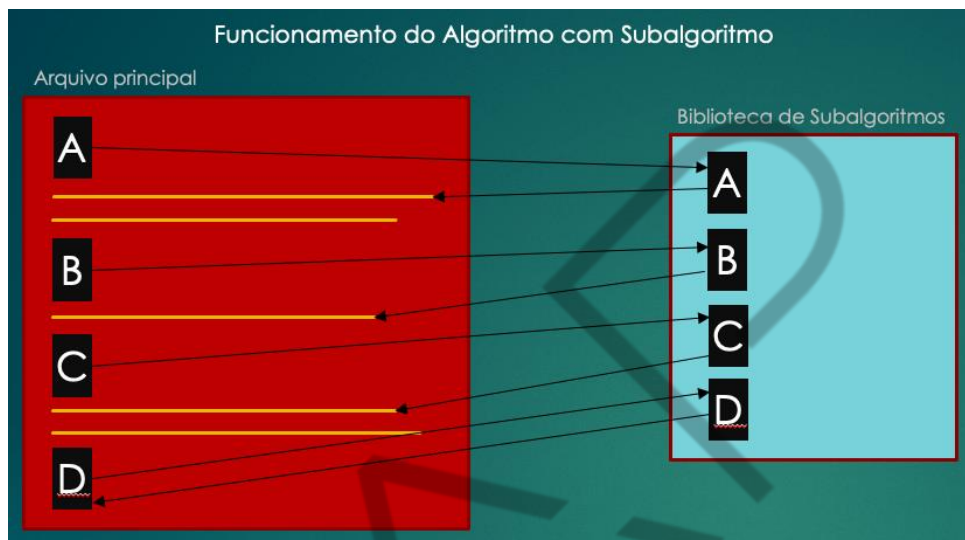 Funcionamento do Algoritmo com Subalgoritmo
Arquivo principal
Biblioteca de Subalgoritmos
A
A
B
B
C
C
D
D